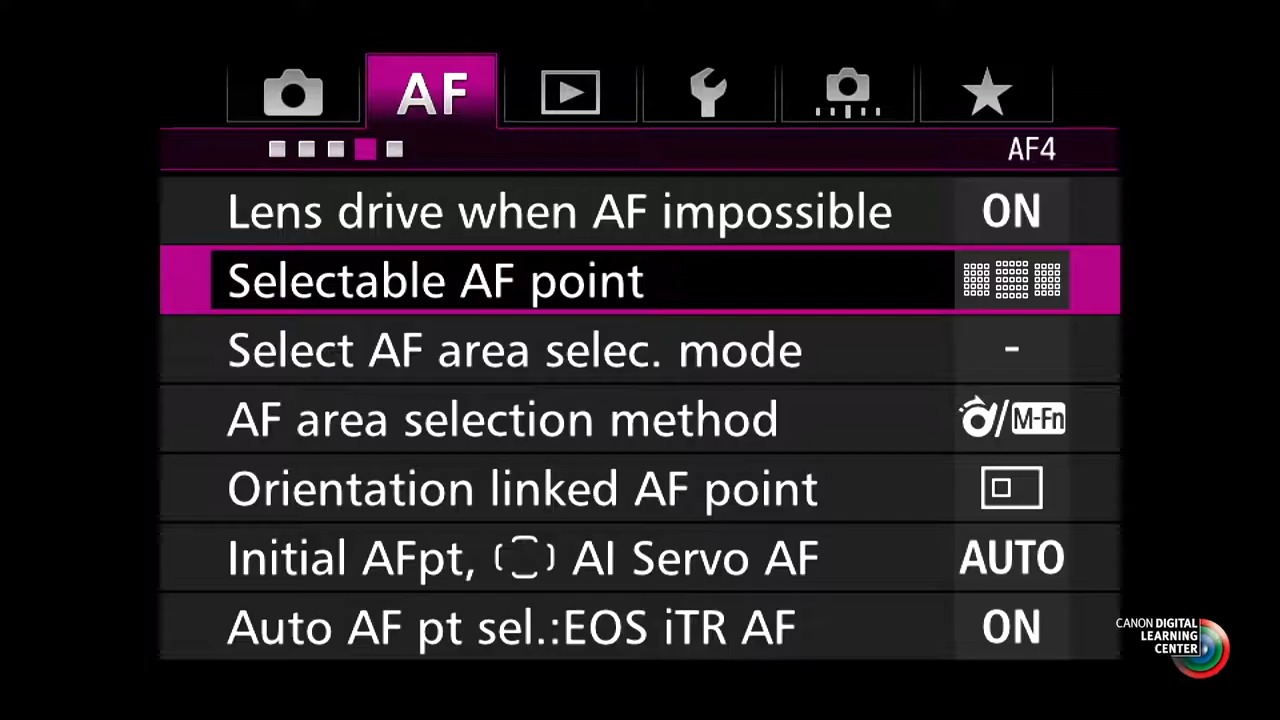 AF
AF4
Lens drive when AF impossible ON
Selectable AF point
Select AF area selec. mode -
AF area selection method /M-Fn
Orientation linked AF point
Initial AFpt, AI Servo AF AUTO
Auto AF pt sel.:EOS iTR AF ON
CANON DIGITAL
LEARNING
CENTER